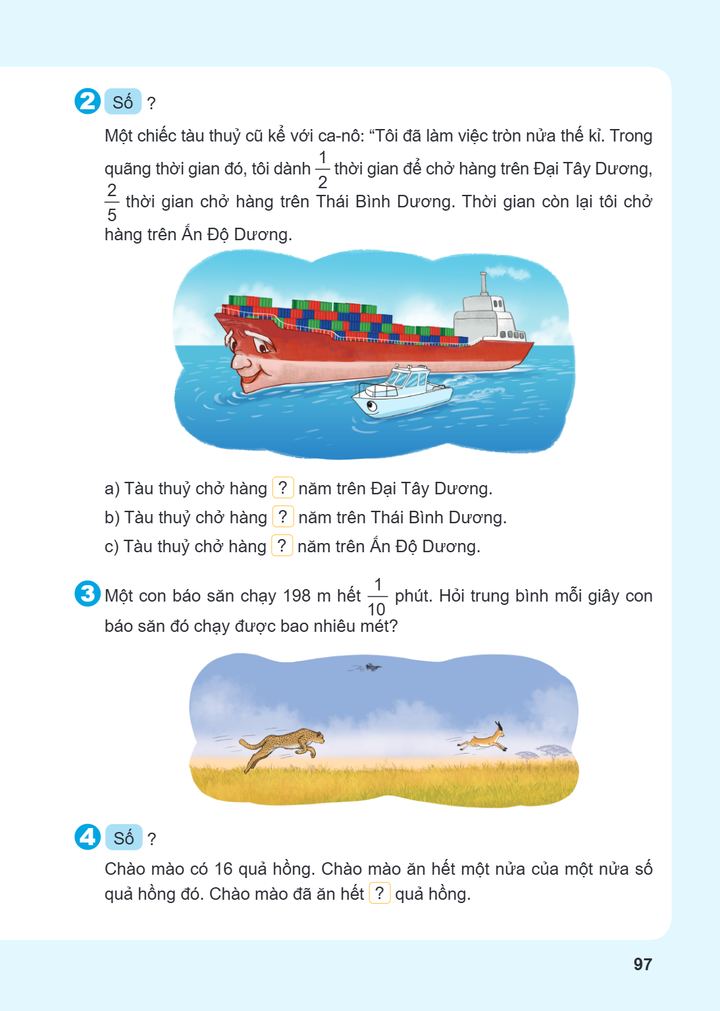 2 Số ?
Một chiếc tàu thuỷ cũ kể với ca-nô: “Tôi đã làm việc tròn nửa thế kỉ. Trong
quãng thời gian đó, tôi dành 1/2 thời gian để chở hàng trên Đại Tây Dương,
2/5 thời gian chở hàng trên Thái Bình Dương. Thời gian còn lại tôi chở
hàng trên Ấn Độ Dương.
a) Tàu thuỷ chở hàng ? năm trên Đại Tây Dương.
b) Tàu thuỷ chở hàng ? năm trên Thái Bình Dương.
c) Tàu thuỷ chở hàng ? năm trên Ấn Độ Dương.
3 Một con báo săn chạy 198 m hết 1/10 phút. Hỏi trung bình mỗi giây con
báo săn đó chạy được bao nhiêu mét?
4 Số ?
Chào mào có 16 quả hồng. Chào mào ăn hết một nửa của một nửa số
quả hồng đó. Chào mào đã ăn hết ? quả hồng.
97